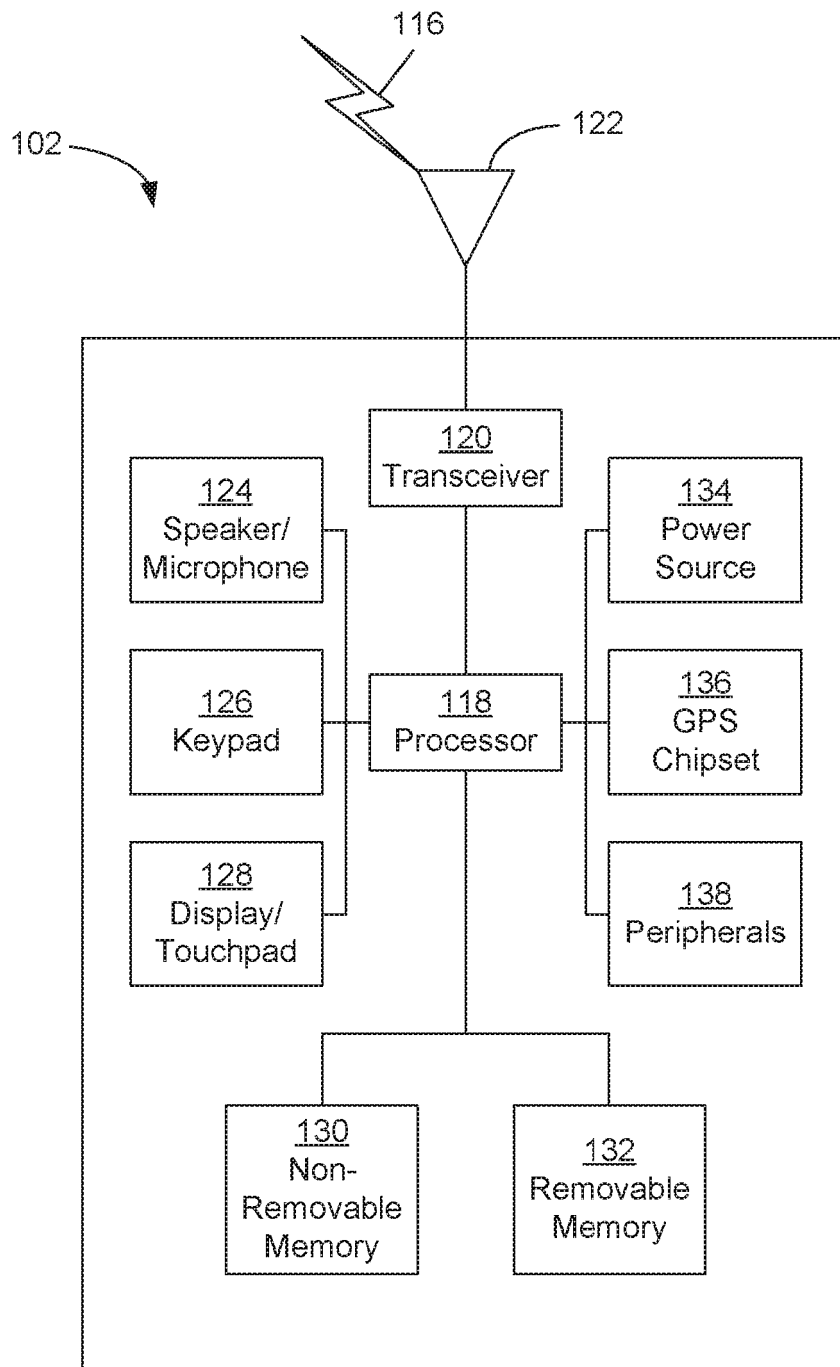 116
122
102
120
Transceiver
124
Speaker/
Microphone
134
Power
Source
126
Keypad
118
Processor
136
GPS
Chipset
128
Display/
Touchpad
138
Peripherals
130
Non-
Removable
Memory
132
Removable
Memory